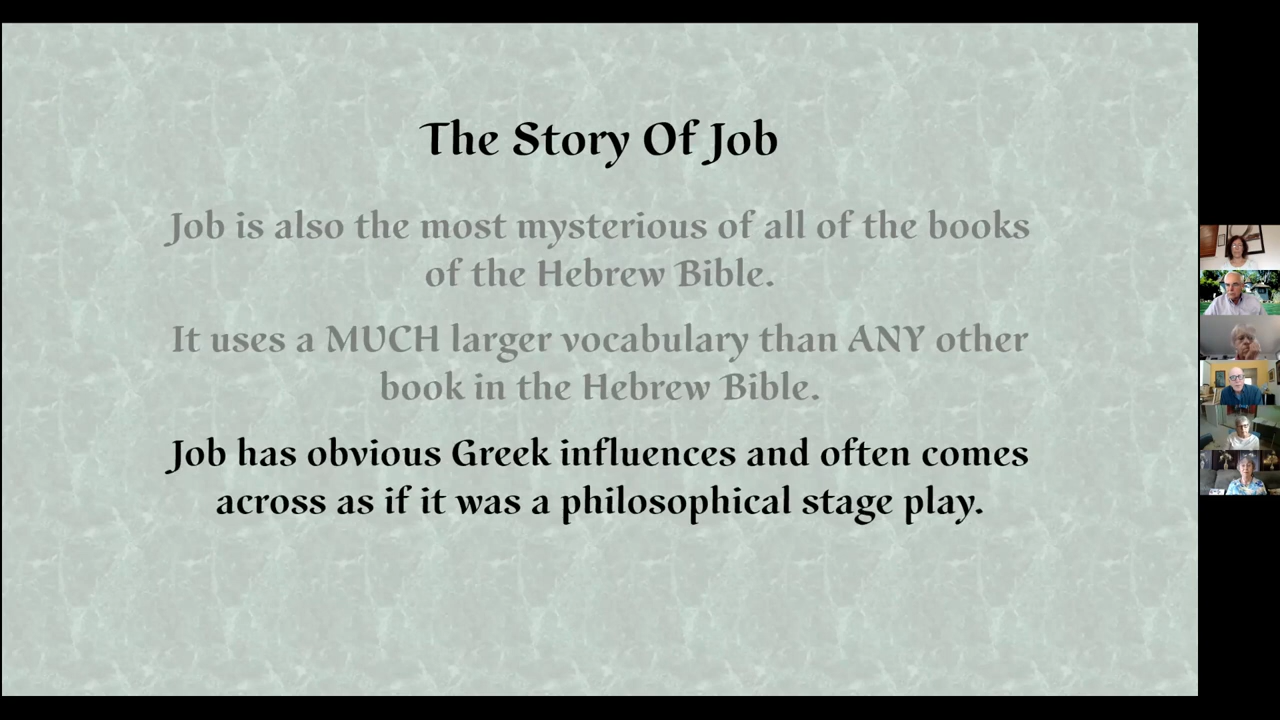 The Story Of Job
Job is also the most mysterious of all of the books
of the Hebrew Bible.
It uses a MUCH larger vocabulary than ANY other
book in the Hebrew Bible.
Job has obvious Greek influences and often comes
across as if it was a philosophical stage play.